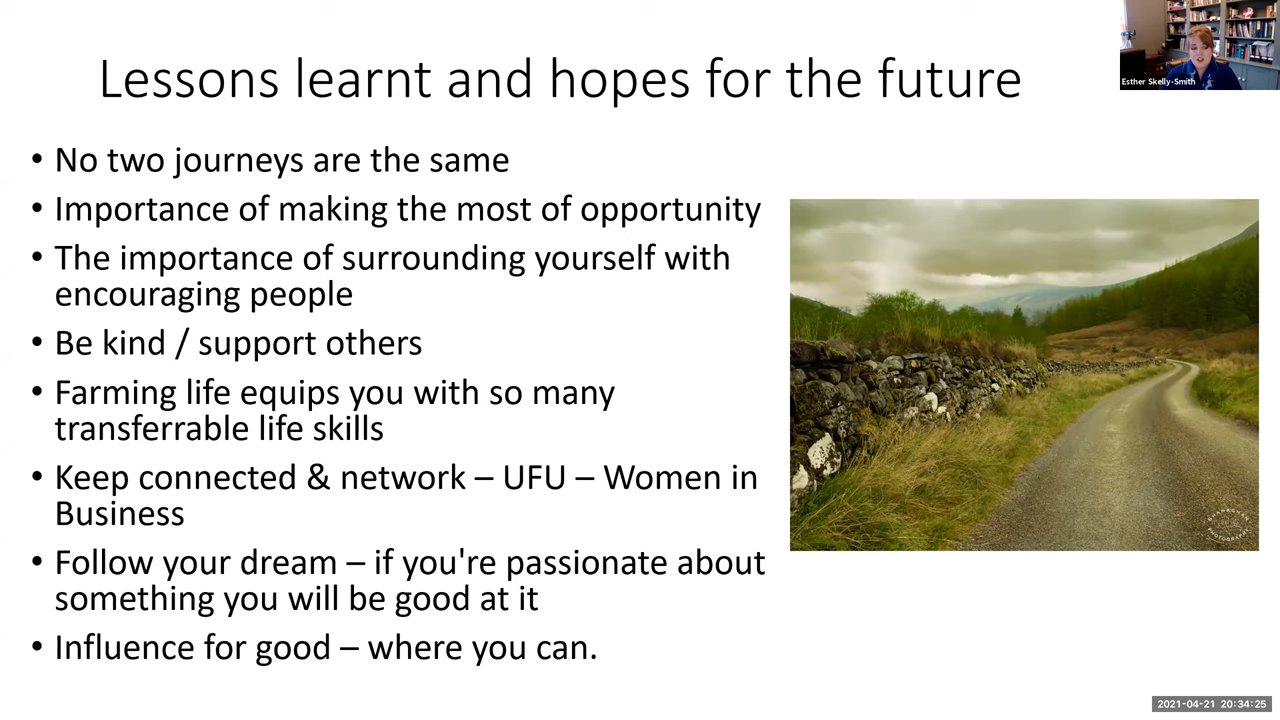 Lessons learnt and hopes for the future
Esther Skelly-Smith
• No two journeys are the same
• Importance of making the most of opportunity
• The importance of surrounding yourself with
encouraging people
• Be kind / support others
• Farming life equips you with so many
transferrable life skills
• Keep connected & network – UFU – Women in
Business
• Follow your dream – if you're passionate about
something you will be good at it
• Influence for good – where you can.
PHOTOGRAPHY
2021-04-21 20:34:25